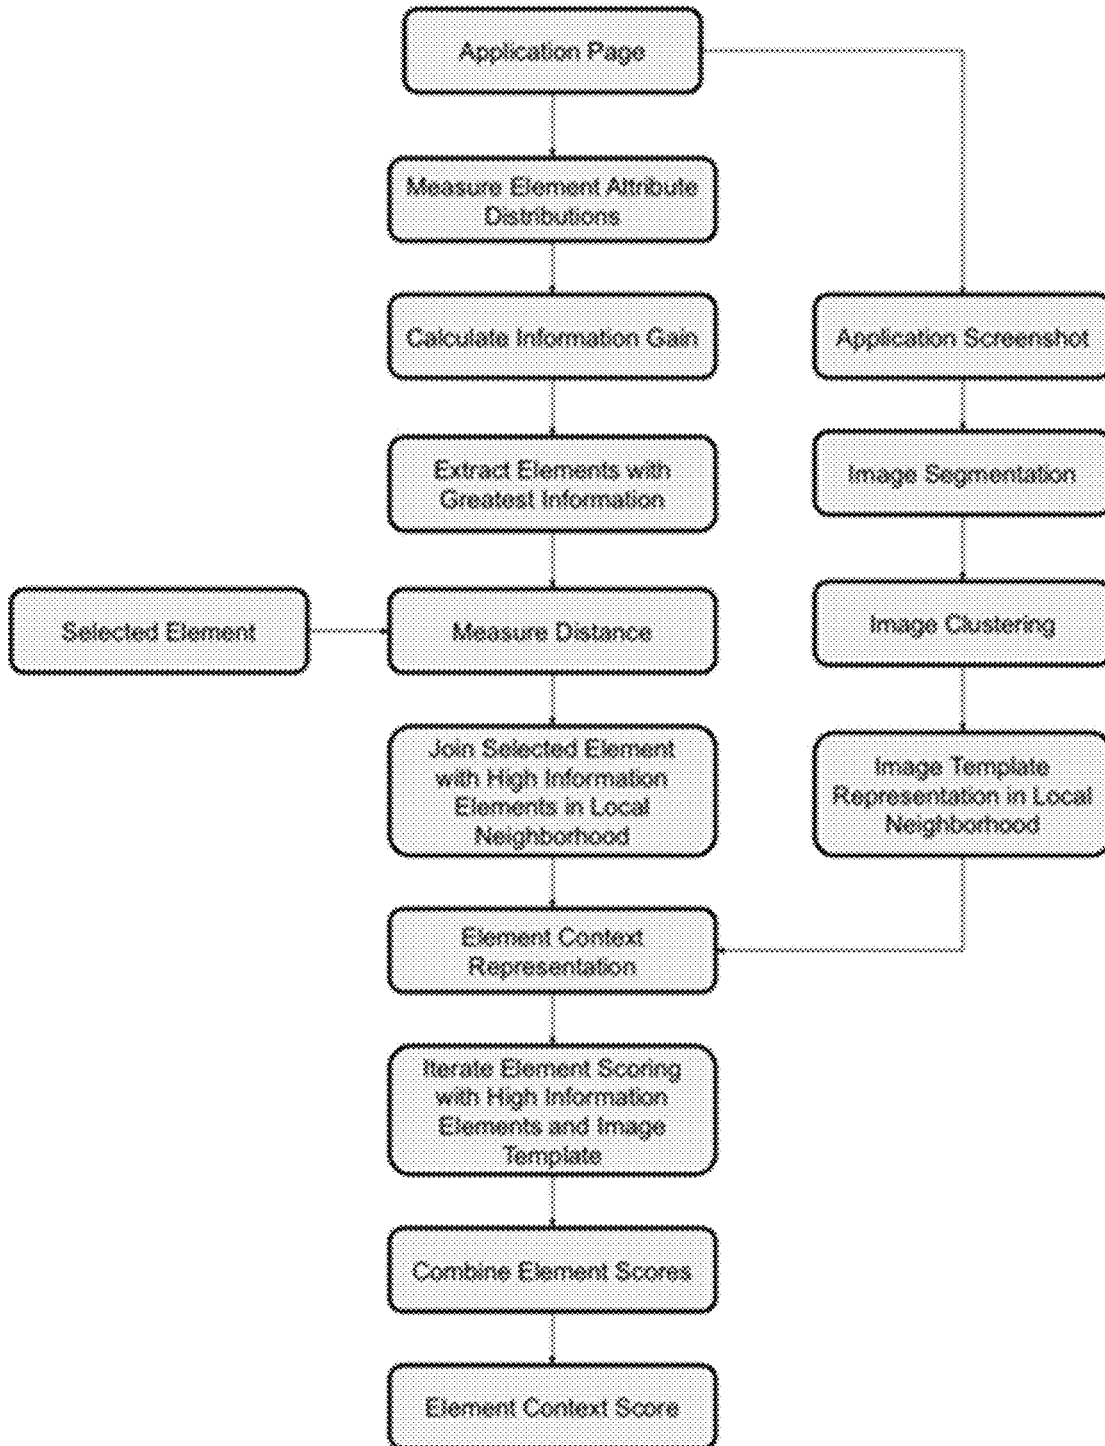 Application Page
Measure Element Attribute
Distributions
Calculate Information Gain
Application Screenshot
Extract Elements with
Greatest Information
Image Segmentation
Selected Element
Measure Distance
Image Clustering
Join Selected Element
with High Information
Elements in Local
Neighborhood
Image Template
Representation in Local
Neighborhood
Element Context
Representation
Iterate Element Scoring
with High Information
Elements and Image
Template
Combine Element Scores
Element Context Score